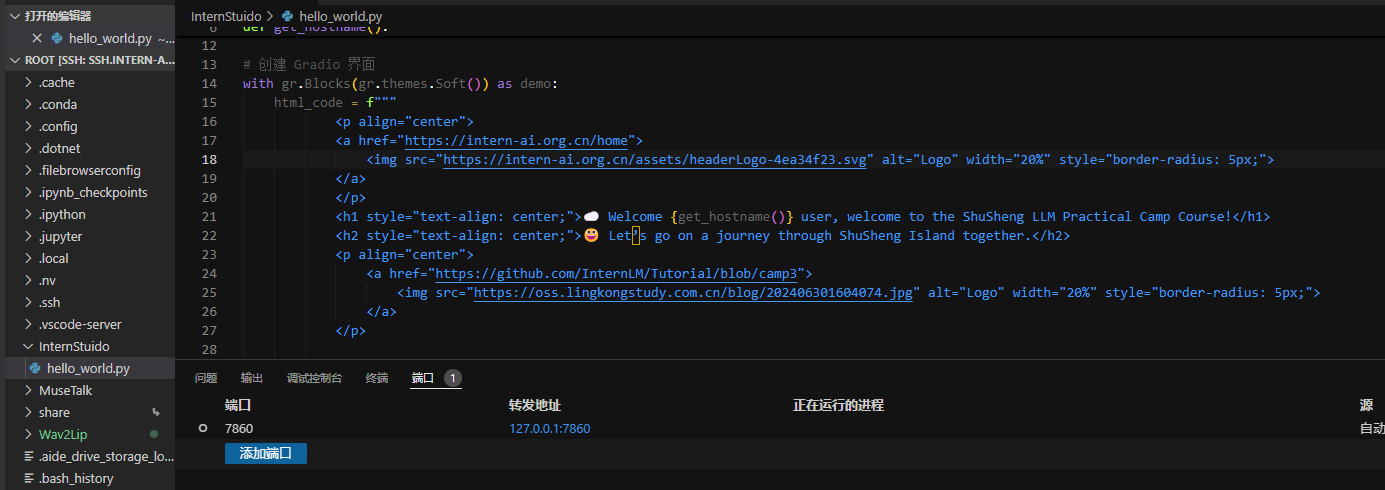 打开的编辑器
hello_world.py ~...
ROOT [SSH: SSH.INTERN-A...
.cache
.conda
.config
.dotnet
.filebrowserconfig
.ipynb_checkpoints
.ipython
.jupyter
.local
.nv
.ssh
.vscode-server
InternStuido
hello_world.py
MuseTalk
share
Wav2Lip
.aide_drive_storage_lo...
.bash_history
InternStuido > hello_world.py
6 def get_hostname():
12
13 # 创建 Gradio 界面
14 with gr.Blocks(gr.themes.Soft()) as demo:
15 html_code = f"""
16 <p align="center">
17 <a href="https://intern-ai.org.cn/home">
18 <img src="https://intern-ai.org.cn/assets/headerLogo-4ea34f23.svg" alt="Logo" width="20%" style="border-radius: 5px;">
19 </a>
20 </p>
21 <h1 style="text-align: center;">☁️ Welcome {get_hostname()} user, welcome to the ShuSheng LLM Practical Camp Course!</h1>
22 <h2 style="text-align: center;">😀 Let’s go on a journey through ShuSheng Island together.</h2>
23 <p align="center">
24 <a href="https://github.com/InternLM/Tutorial/blob/camp3">
25 <img src="https://oss.lingkongstudy.com.cn/blog/202406301604074.jpg" alt="Logo" width="20%" style="border-radius: 5px;">
26 </a>
27 </p>
28
问题 输出 调试控制台 终端 端口 1
端口 转发地址 正在运行的进程 源
7860 127.0.0.1:7860 自动
添加端口